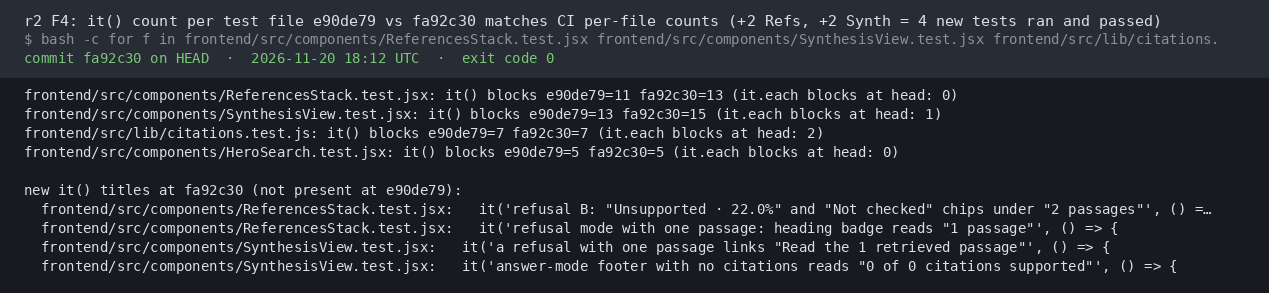 r2 F4: it() count per test file e90de79 vs fa92c30 matches CI per-file counts (+2 Refs, +2 Synth = 4 new tests ran and passed)
$ bash -c for f in frontend/src/components/ReferencesStack.test.jsx frontend/src/components/SynthesisView.test.jsx frontend/src/lib/citations.
commit fa92c30 on HEAD · 2026-11-20 18:12 UTC · exit code 0
frontend/src/components/ReferencesStack.test.jsx: it() blocks e90de79=11 fa92c30=13 (it.each blocks at head: 0)
frontend/src/components/SynthesisView.test.jsx: it() blocks e90de79=13 fa92c30=15 (it.each blocks at head: 1)
frontend/src/lib/citations.test.js: it() blocks e90de79=7 fa92c30=7 (it.each blocks at head: 2)
frontend/src/components/HeroSearch.test.jsx: it() blocks e90de79=5 fa92c30=5 (it.each blocks at head: 0)
new it() titles at fa92c30 (not present at e90de79):
frontend/src/components/ReferencesStack.test.jsx:   it('refusal B: "Unsupported · 22.0%" and "Not checked" chips under "2 passages"', () =…
frontend/src/components/ReferencesStack.test.jsx:   it('refusal mode with one passage: heading badge reads "1 passage"', () => {
frontend/src/components/SynthesisView.test.jsx:   it('a refusal with one passage links "Read the 1 retrieved passage"', () => {
frontend/src/components/SynthesisView.test.jsx:   it('answer-mode footer with no citations reads "0 of 0 citations supported"', () => {